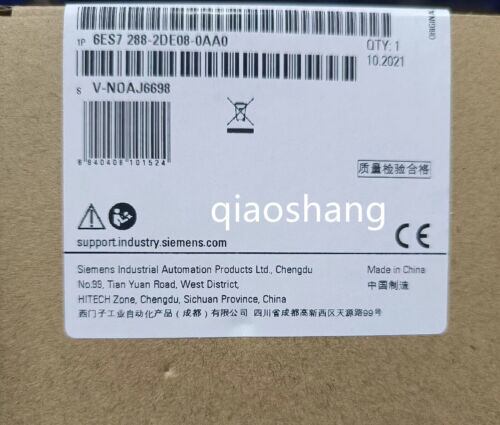 1P 6ES7 288-2DE08-0AA0
QTY: 1
10.2021
S V-N0AJ6698
6940408101524
质量检验合格
qiaoshang
support.industry.siemens.com
CE
Siemens Industrial Automation Products Ltd., Chengdu
No.99, Tian Yuan Road, West District,
HITECH Zone, Chengdu, Sichuan Province, China
Made in China
中国制造
西门子工业自动化产品（成都）有限公司 四川省成都高新西区天源路99号